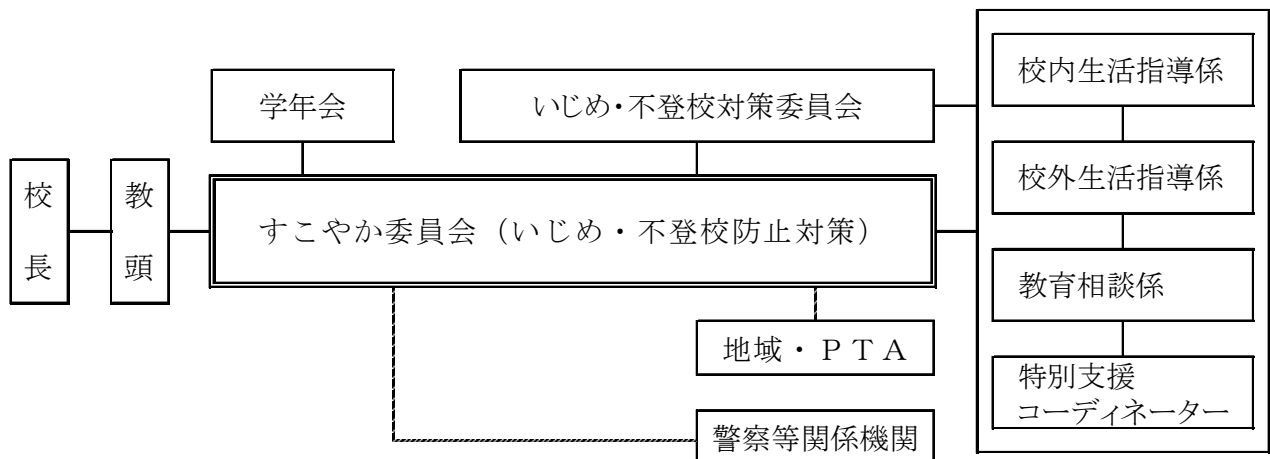 校内生活指導係
学年会
いじめ・不登校対策委員会
校外生活指導係
校長
教頭
すこやか委員会（いじめ・不登校防止対策）
教育相談係
地域・ＰＴＡ
特別支援
コーディネーター
警察等関係機関